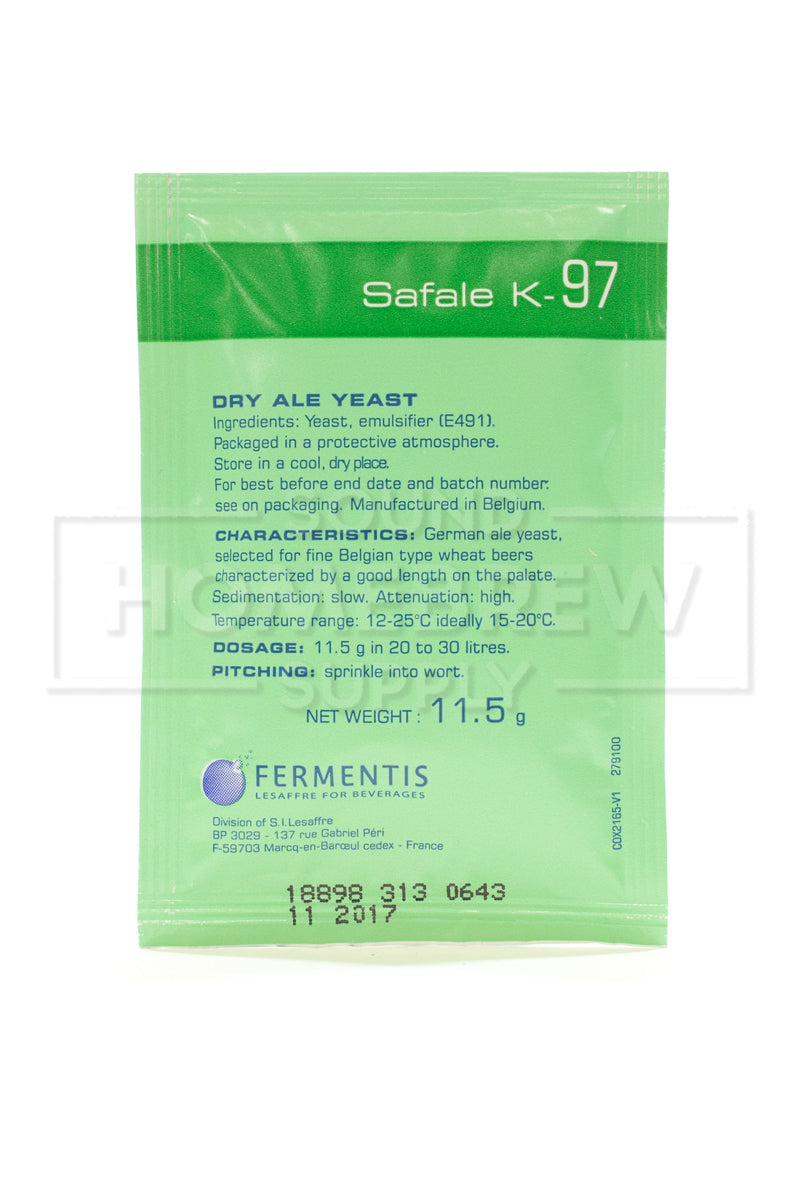 Safale K-97
DRY ALE YEAST
Ingredients: Yeast, emulsifier (E491).
Packaged in a protective atmosphere.
Store in a cool, dry place.
For best before end date and batch number:
see on packaging. Manufactured in Belgium.
SOUND
HOMEBREW
SUPPLY
CHARACTERISTICS: German ale yeast,
selected for fine Belgian type wheat beers
characterized by a good length on the palate.
Sedimentation: slow. Attenuation: high.
Temperature range: 12-25°C ideally 15-20°C.
DOSAGE: 11.5 g in 20 to 30 litres.
PITCHING: sprinkle into wort.
NET WEIGHT : 11.5 g
FERMENTIS
LESAFFRE FOR BEVERAGES
Division of S.I.Lesaffre
BP 3029 - 137 rue Gabriel Péri
F-59703 Marcq-en-Barœul cedex - France
COX2165-V1 279100
18898 313 0643
11 2017